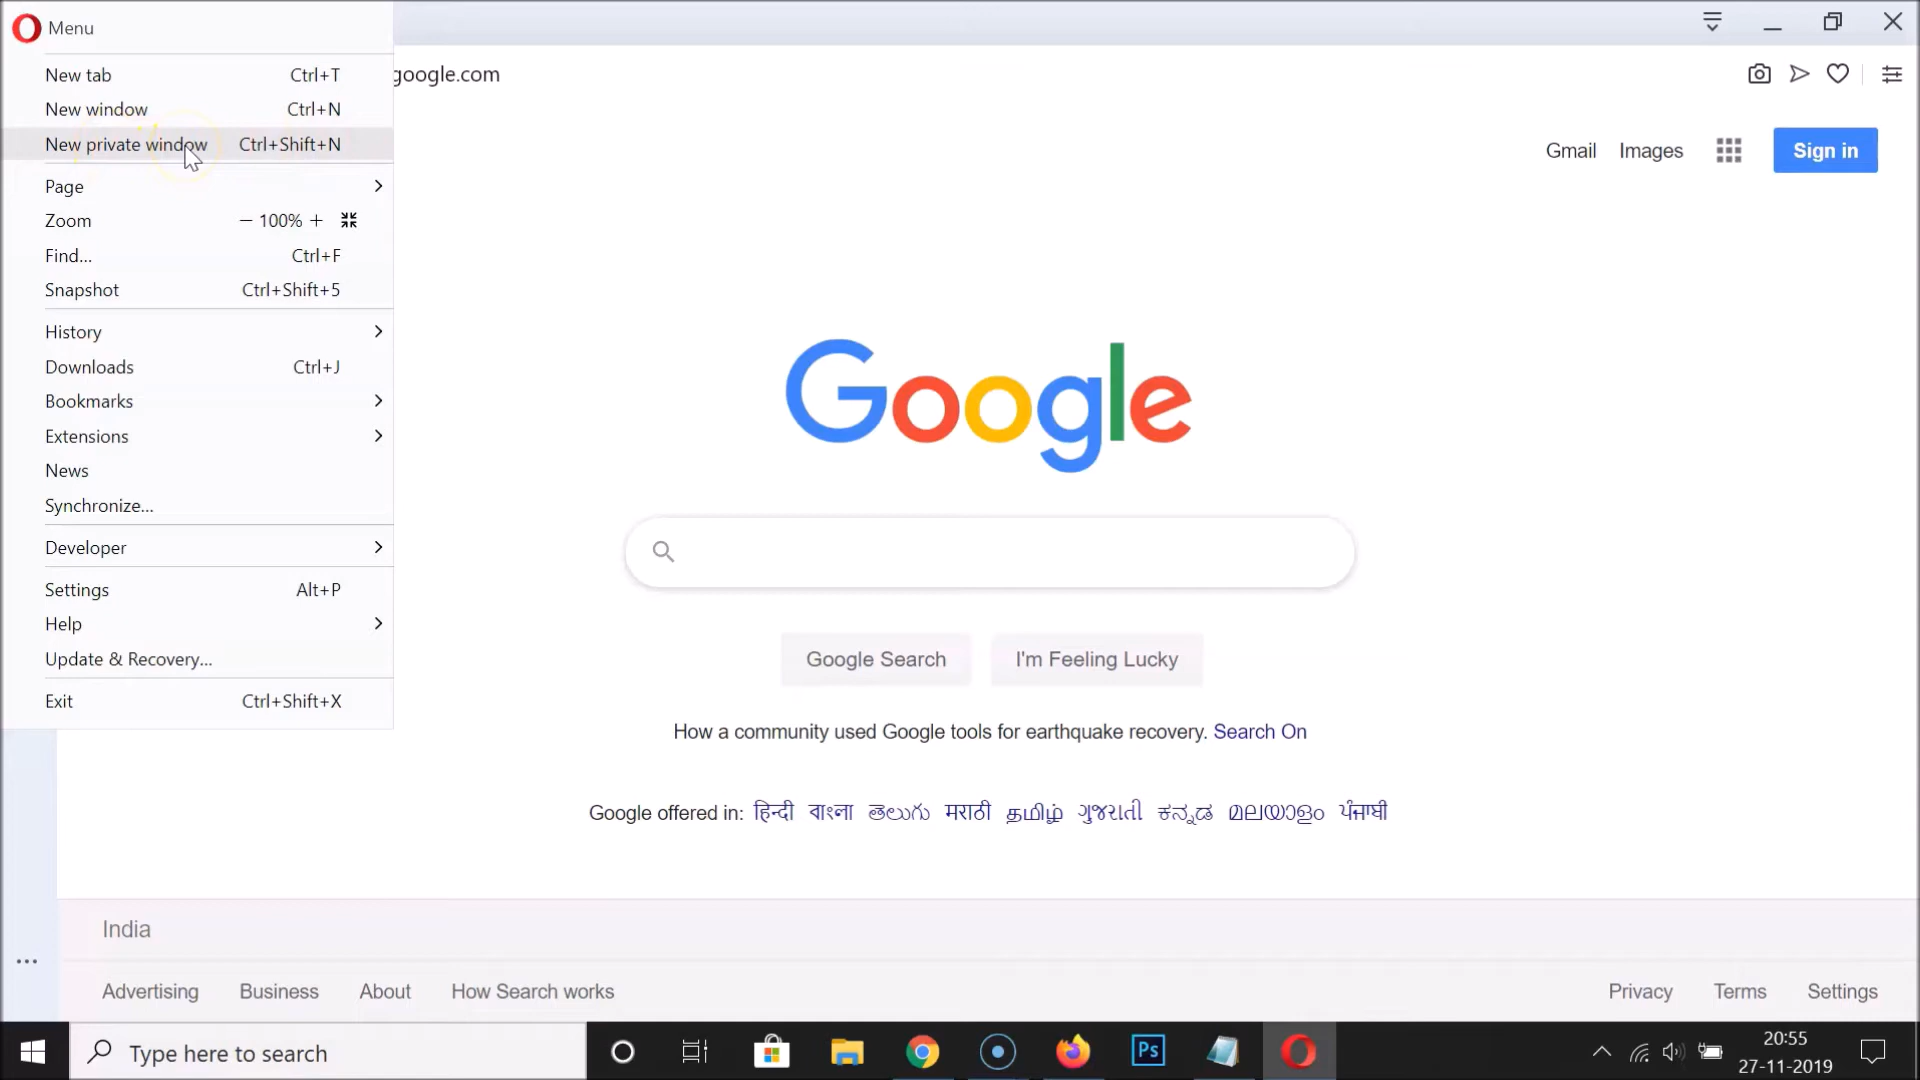 Menu
google.com
New tab Ctrl+T
New window Ctrl+N
New private window Ctrl+Shift+N
Gmail Images Sign in
Page
Zoom − 100% +
Find... Ctrl+F
Snapshot Ctrl+Shift+5
History
Downloads Ctrl+J
Bookmarks
Extensions
News
Synchronize...
Developer
Settings Alt+P
Help
Update & Recovery...
Exit Ctrl+Shift+X
Google
Google Search I'm Feeling Lucky
How a community used Google tools for earthquake recovery. Search On
Google offered in: हिन्दी বাংলা తెలుగు मराठी தமிழ் ગુજરાતી ಕನ್ನಡ മലയാളം ਪੰਜਾਬੀ
India
Advertising Business About How Search works Privacy Terms Settings
Type here to search
Ps
20:55
27-11-2019